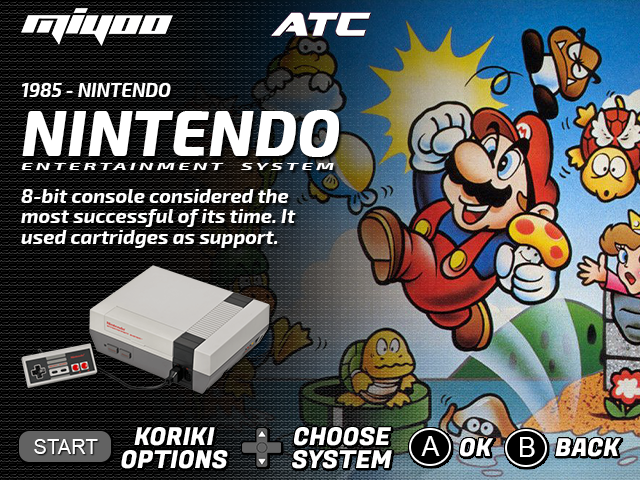 miyoo
ATC
1985 - NINTENDO
NINTENDO
ENTERTAINMENT SYSTEM
8-bit console considered the
most successful of its time. It
used cartridges as support.
START
KORIKI
OPTIONS
CHOOSE
SYSTEM
A OK
B BACK